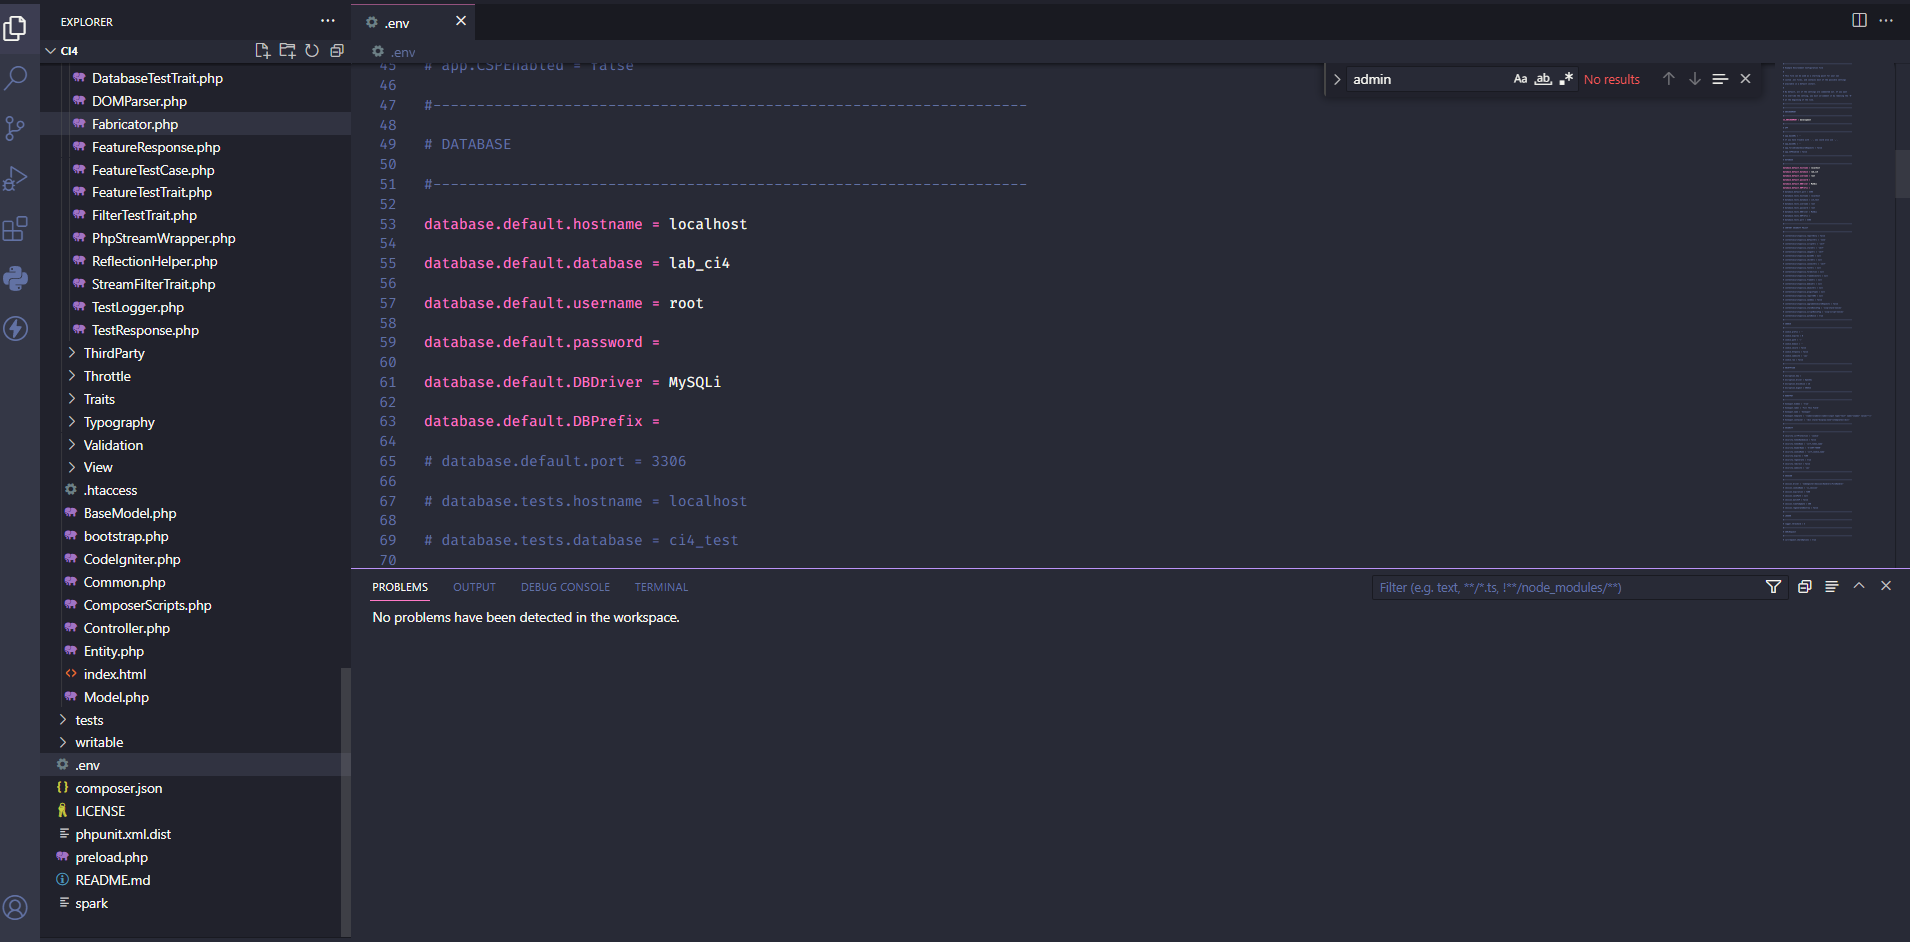 EXPLORER
CI4
DatabaseTestTrait.php
DOMParser.php
Fabricator.php
FeatureResponse.php
FeatureTestCase.php
FeatureTestTrait.php
FilterTestTrait.php
PhpStreamWrapper.php
ReflectionHelper.php
StreamFilterTrait.php
TestLogger.php
TestResponse.php
ThirdParty
Throttle
Traits
Typography
Validation
View
.htaccess
BaseModel.php
bootstrap.php
CodeIgniter.php
Common.php
ComposerScripts.php
Controller.php
Entity.php
index.html
Model.php
tests
writable
.env
composer.json
LICENSE
phpunit.xml.dist
preload.php
README.md
spark
.env
.env
admin
Aa ab .* No results
45 # app.CSPEnabled = false
46
47 #--------------------------------------------------------------------
48
49 # DATABASE
50
51 #--------------------------------------------------------------------
52
53 database.default.hostname = localhost
54
55 database.default.database = lab_ci4
56
57 database.default.username = root
58
59 database.default.password =
60
61 database.default.DBDriver = MySQLi
62
63 database.default.DBPrefix =
64
65 # database.default.port = 3306
66
67 # database.tests.hostname = localhost
68
69 # database.tests.database = ci4_test
70
PROBLEMS OUTPUT DEBUG CONSOLE TERMINAL
Filter (e.g. text, **/*.ts, !**/node_modules/**)
No problems have been detected in the workspace.